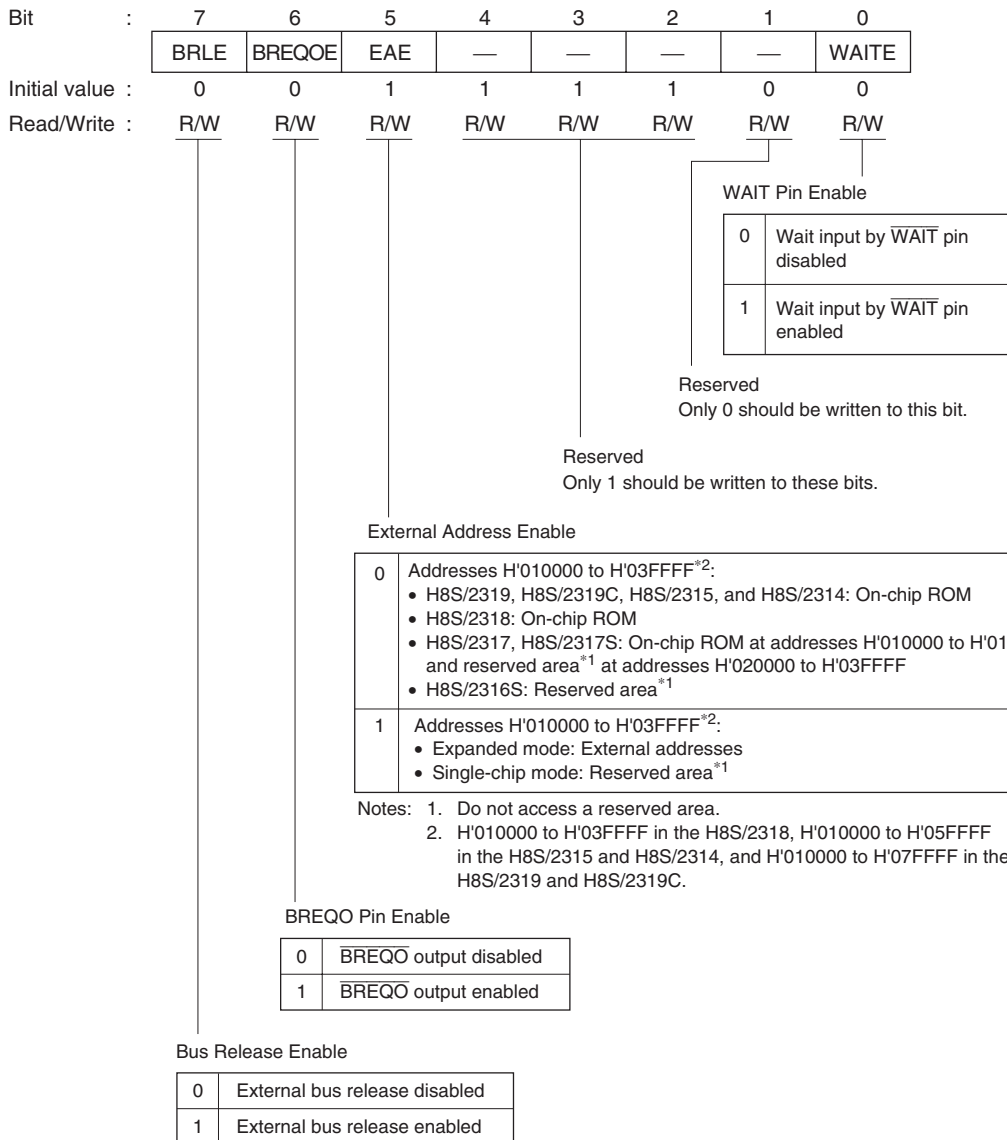 Bit : 7 6 5 4 3 2 1 0
BRLE BREQOE EAE — — — — WAITE
Initial value : 0 0 1 1 1 1 0 0
Read/Write : R/W R/W R/W R/W R/W R/W R/W R/W
WAIT Pin Enable
0 Wait input by WAIT pin
disabled
1 Wait input by WAIT pin
enabled
Reserved
Only 0 should be written to this bit.
Reserved
Only 1 should be written to these bits.
External Address Enable
0 Addresses H'010000 to H'03FFFF*2:
• H8S/2319, H8S/2319C, H8S/2315, and H8S/2314: On-chip ROM
• H8S/2318: On-chip ROM
• H8S/2317, H8S/2317S: On-chip ROM at addresses H'010000 to H'01
and reserved area*1 at addresses H'020000 to H'03FFFF
• H8S/2316S: Reserved area*1
1 Addresses H'010000 to H'03FFFF*2:
• Expanded mode: External addresses
• Single-chip mode: Reserved area*1
Notes: 1. Do not access a reserved area.
2. H'010000 to H'03FFFF in the H8S/2318, H'010000 to H'05FFFF
in the H8S/2315 and H8S/2314, and H'010000 to H'07FFFF in the
H8S/2319 and H8S/2319C.
BREQO Pin Enable
0 BREQO output disabled
1 BREQO output enabled
Bus Release Enable
0 External bus release disabled
1 External bus release enabled